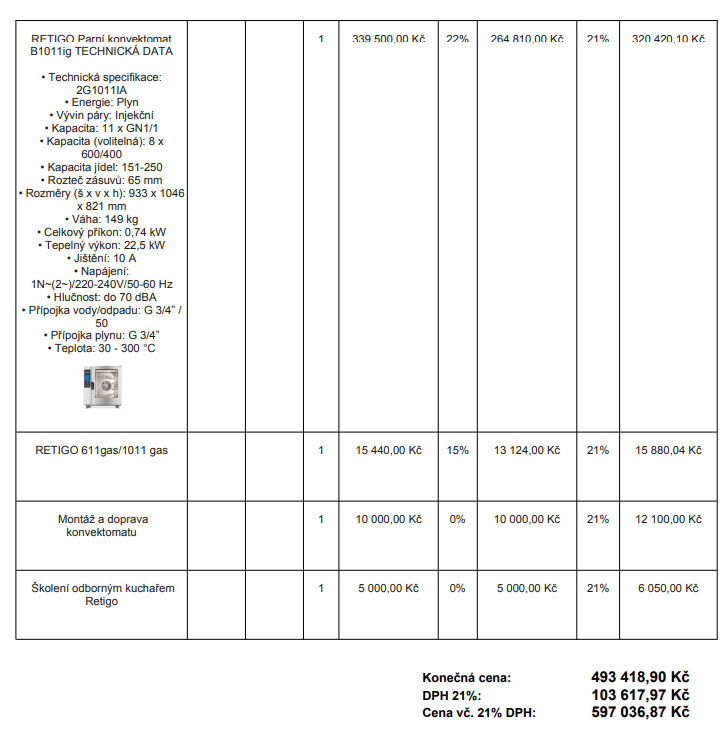 RETIGO Parní konvektomat 1 339 500,00 Kč 22% 264 810,00 Kč 21% 320 420,10 Kč
B1011ig TECHNICKÁ DATA
• Technická specifikace:
2G1011IA
• Energie: Plyn
• Vývin páry: Injekční
• Kapacita: 11 x GN1/1
• Kapacita (volitelná): 8 x
600/400
• Kapacita jídel: 151-250
• Rozteč zásuvů: 65 mm
• Rozměry (š x v x h): 933 x 1046
x 821 mm
• Váha: 149 kg
• Celkový příkon: 0,74 kW
• Tepelný výkon: 22,5 kW
• Jištění: 10 A
• Napájení:
1N~(2~)/220-240V/50-60 Hz
• Hlučnost: do 70 dBA
• Přípojka vody/odpadu: G 3/4” /
50
• Přípojka plynu: G 3/4”
• Teplota: 30 - 300 °C
RETIGO 611gas/1011 gas 1 15 440,00 Kč 15% 13 124,00 Kč 21% 15 880,04 Kč
Montáž a doprava 1 10 000,00 Kč 0% 10 000,00 Kč 21% 12 100,00 Kč
konvektomatu
Školení odborným kuchařem 1 5 000,00 Kč 0% 5 000,00 Kč 21% 6 050,00 Kč
Retigo
Konečná cena: 493 418,90 Kč
DPH 21%: 103 617,97 Kč
Cena vč. 21% DPH: 597 036,87 Kč